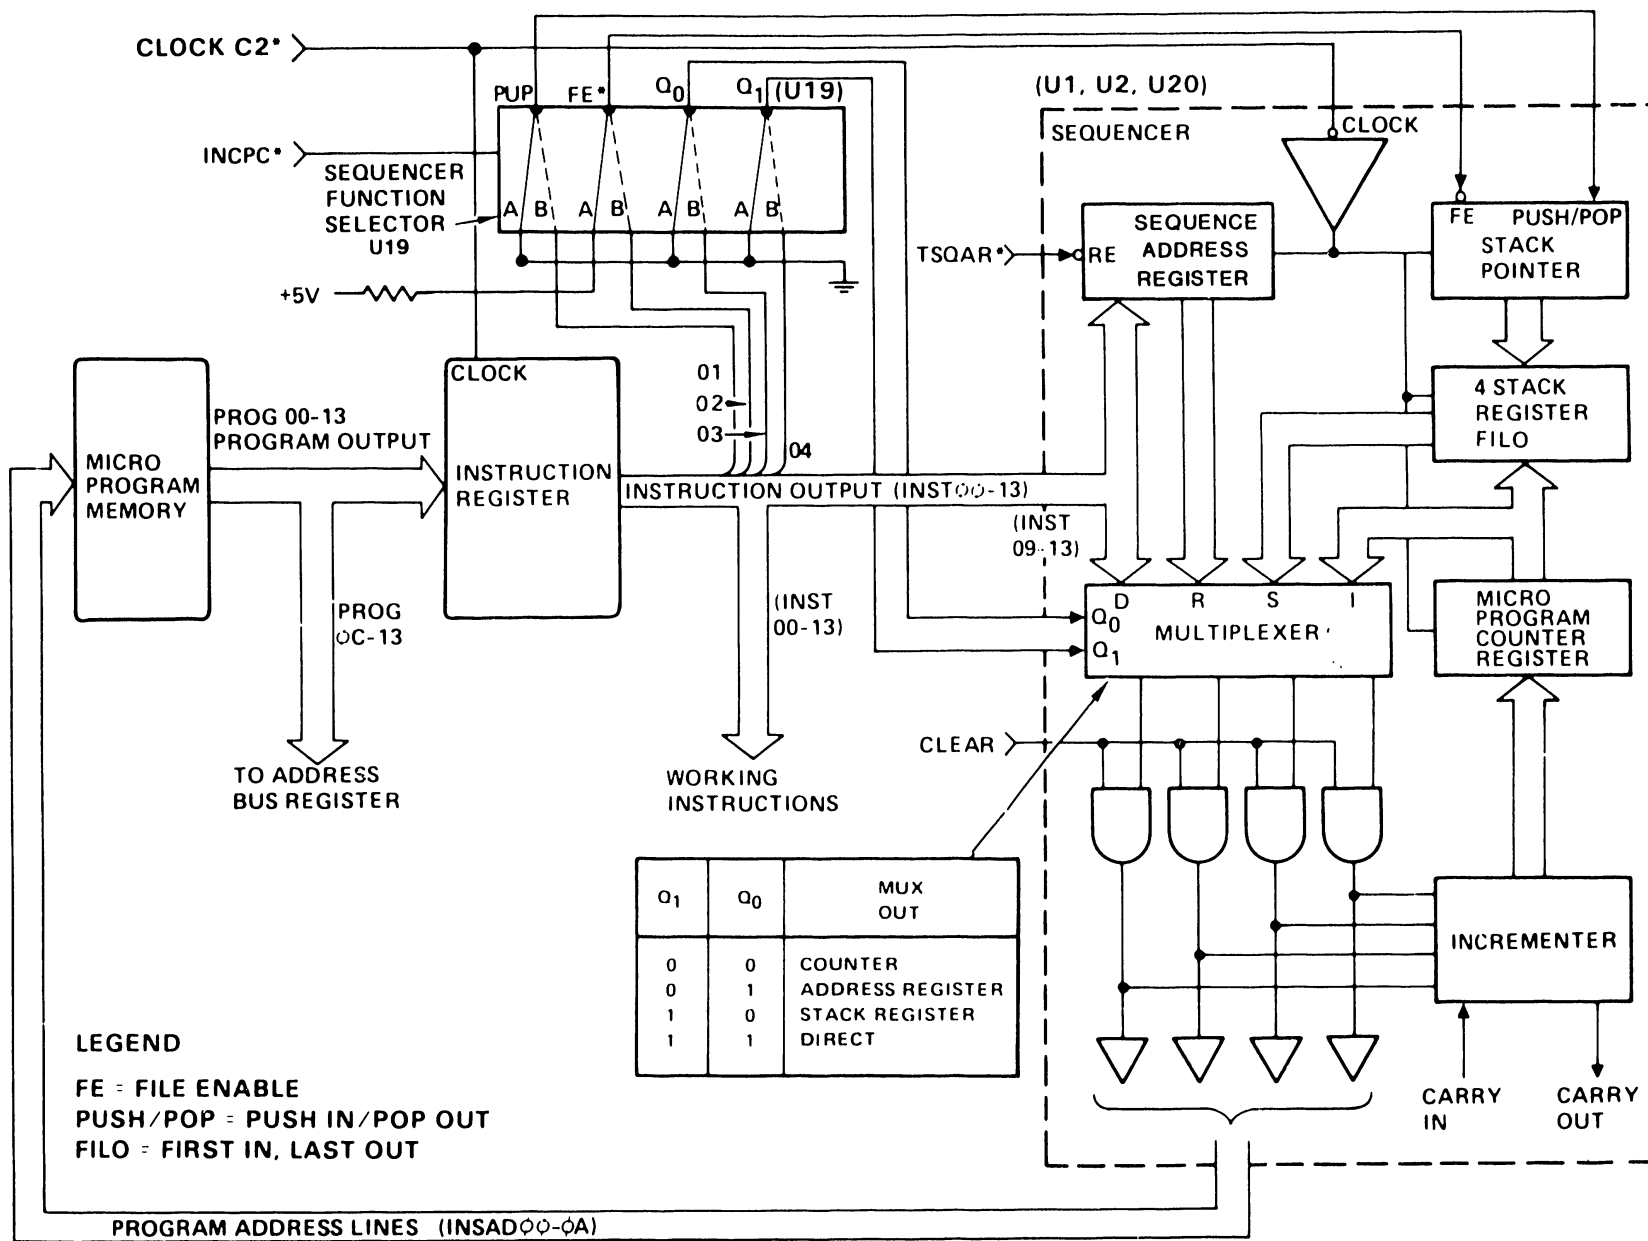 CLOCK C2*
PUP
FE*
Q0
Q1
(U19)
(U1, U2, U20)
SEQUENCER
CLOCK
INCPC*
SEQUENCER
FUNCTION
SELECTOR
U19
A B A B A B A B
+5V
TSQAR*
RE
SEQUENCE
ADDRESS
REGISTER
FE PUSH/POP
STACK
POINTER
4 STACK
REGISTER
FILO
CLOCK
INSTRUCTION
REGISTER
MICRO
PROGRAM
MEMORY
PROG 00-13
PROGRAM OUTPUT
01
02
03
04
INSTRUCTION OUTPUT (INST00-13)
(INST
09-13)
PROG
0C-13
(INST
00-13)
D R S I
Q0
MULTIPLEXER
Q1
MICRO
PROGRAM
COUNTER
REGISTER
CLEAR
TO ADDRESS
BUS REGISTER
WORKING
INSTRUCTIONS
Q1 Q0 MUX
OUT
0 0 COUNTER
0 1 ADDRESS REGISTER
1 0 STACK REGISTER
1 1 DIRECT
INCREMENTER
CARRY
IN
CARRY
OUT
LEGEND
FE = FILE ENABLE
PUSH/POP = PUSH IN/POP OUT
FILO = FIRST IN, LAST OUT
PROGRAM ADDRESS LINES (INSAD00-0A)